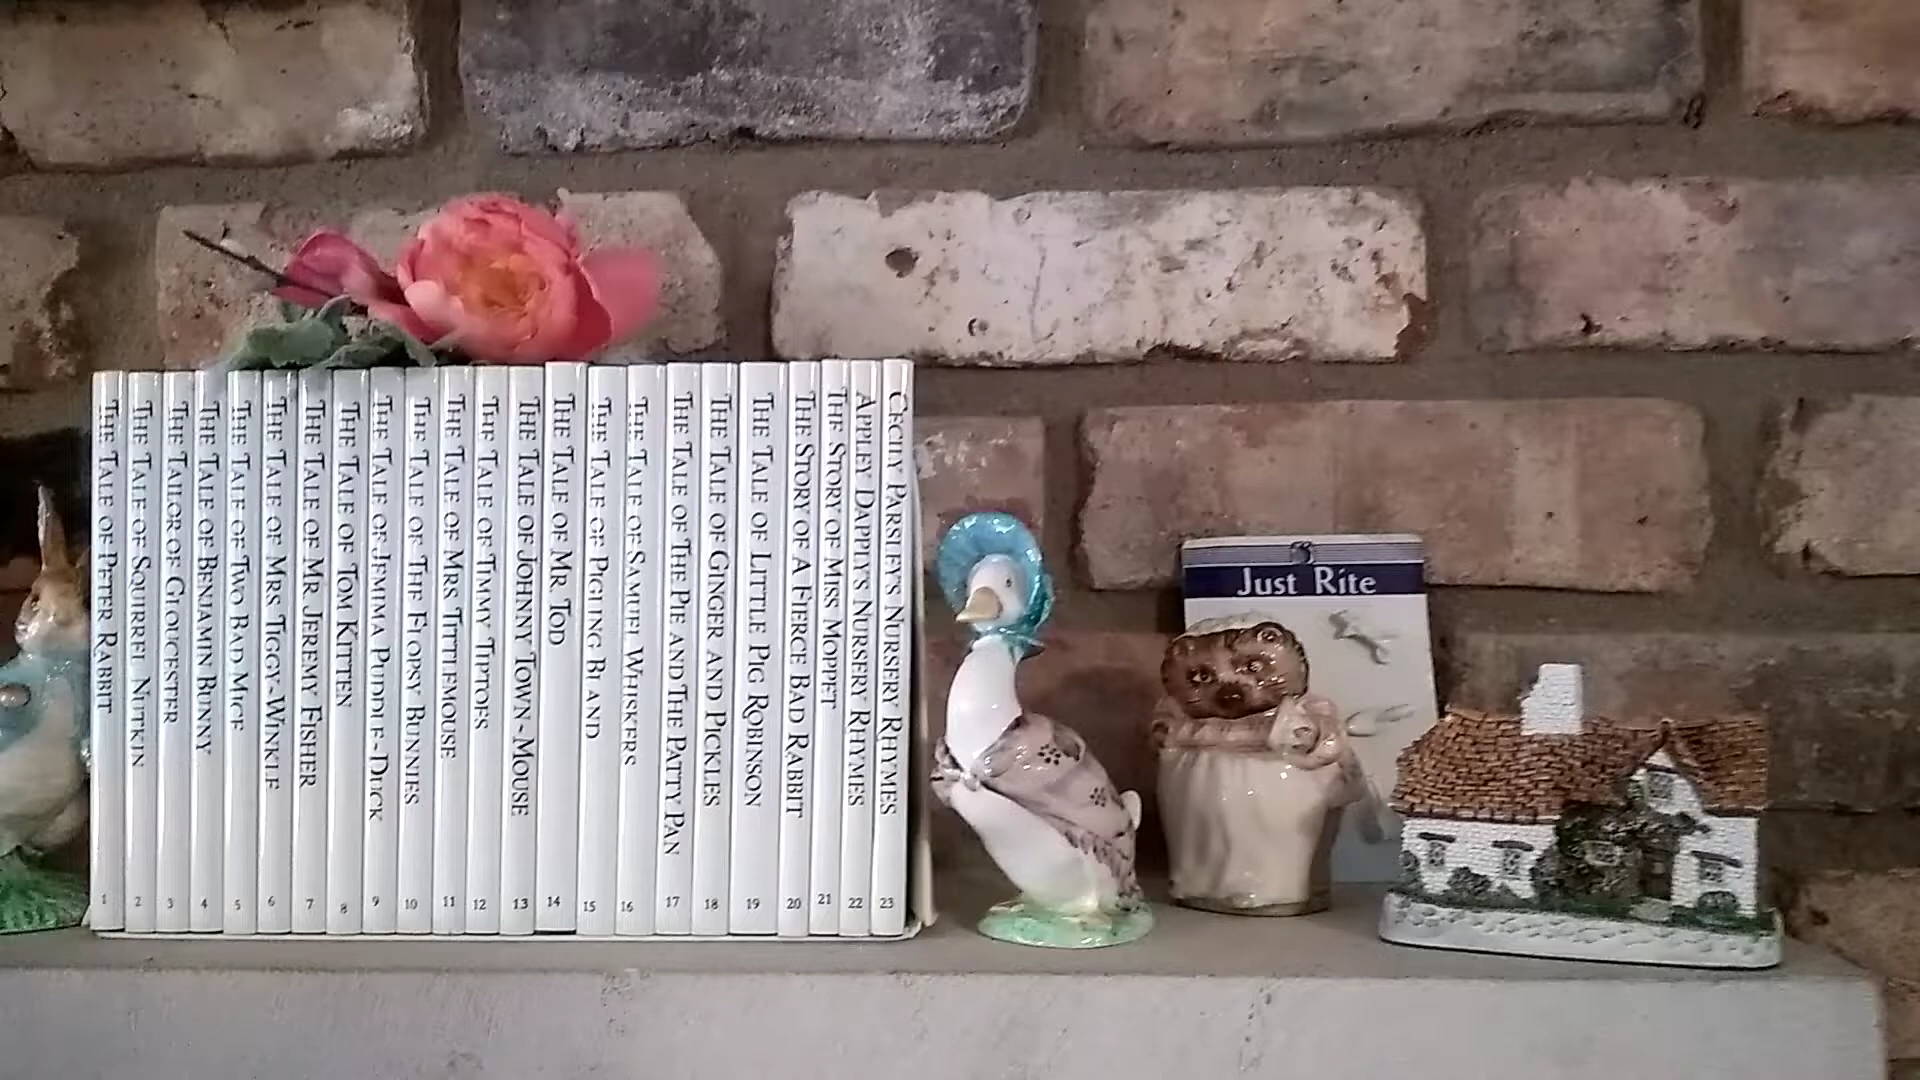 THE TALE OF PETER RABBIT
1
THE TALE OF SQUIRREL NUTKIN
2
THE TAILOR OF GLOUCESTER
3
THE TALE OF BENJAMIN BUNNY
4
THE TALE OF TWO BAD MICE
5
THE TALE OF MRS TIGGY-WINKLE
6
THE TALE OF MR JEREMY FISHER
7
THE TALE OF TOM KITTEN
8
THE TALE OF JEMIMA PUDDLE-DUCK
9
THE TALE OF THE FLOPSY BUNNIES
10
THE TALE OF MRS TITTLEMOUSE
11
THE TALE OF TIMMY TIPTOES
12
THE TALE OF JOHNNY TOWN-MOUSE
13
THE TALE OF MR. TOD
14
THE TALE OF PIGLING BLAND
15
THE TALE OF SAMUEL WHISKERS
16
THE TALE OF THE PIE AND THE PATTY PAN
17
THE TALE OF GINGER AND PICKLES
18
THE TALE OF LITTLE PIG ROBINSON
19
THE STORY OF A FIERCE BAD RABBIT
20
THE STORY OF MISS MOPPET
21
APPLEY DAPPLY'S NURSERY RHYMES
22
CECILY PARSLEY'S NURSERY RHYMES
23
Just Rite